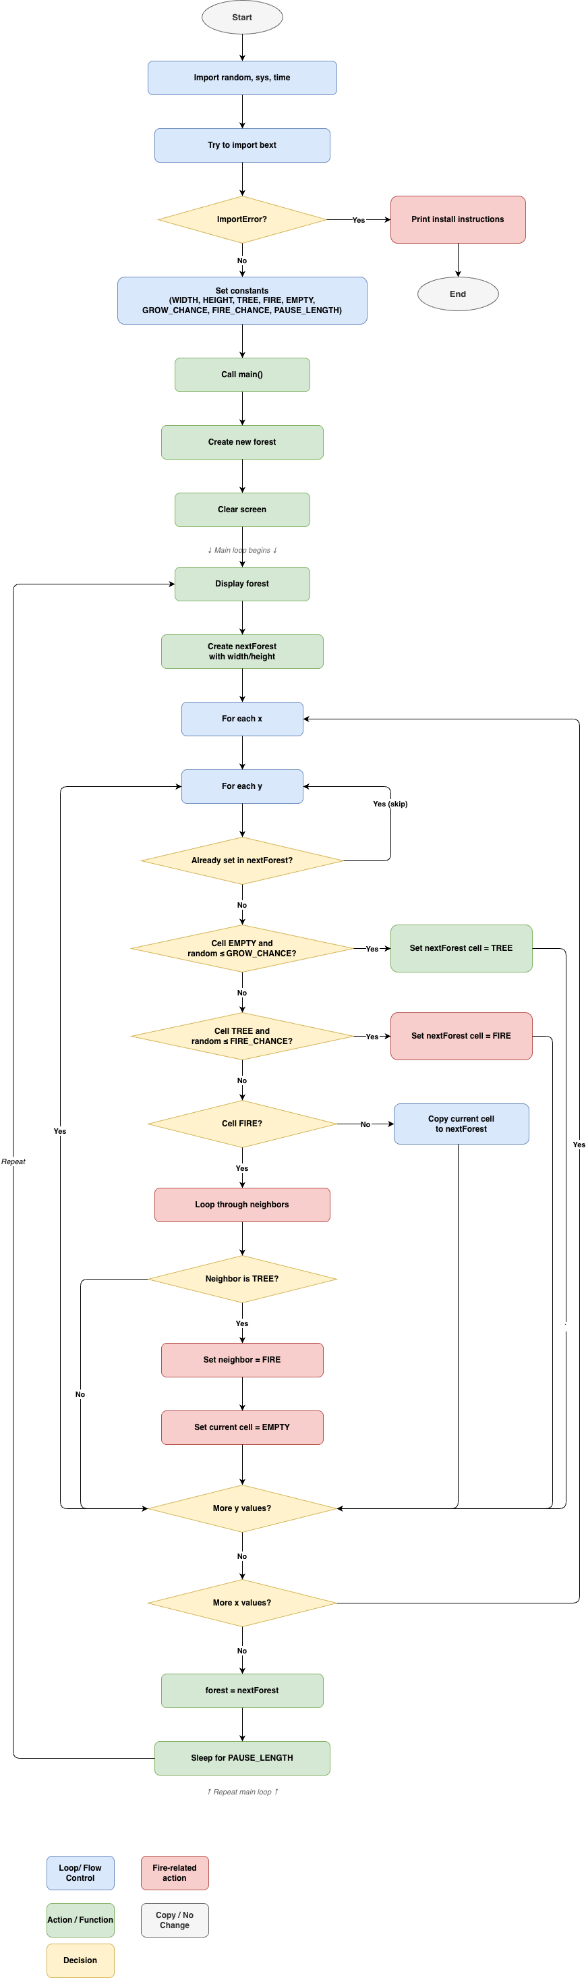 Start
Import random, sys, time
Try to import bext
ImportError?
Yes
Print install instructions
No
End
Set constants
(WIDTH, HEIGHT, TREE, FIRE, EMPTY,
GROW_CHANCE, FIRE_CHANCE, PAUSE_LENGTH)
Call main()
Create new forest
Clear screen
↓ Main loop begins ↓
Display forest
Create nextForest
with width/height
For each x
For each y
Yes (skip)
Already set in nextForest?
No
Cell EMPTY and
random ≤ GROW_CHANCE?
Yes
Set nextForest cell = TREE
No
Cell TREE and
random ≤ FIRE_CHANCE?
Yes
Set nextForest cell = FIRE
No
Cell FIRE?
No
Copy current cell
to nextForest
Yes
Yes
Repeat
Yes
Loop through neighbors
Neighbor is TREE?
Yes
Set neighbor = FIRE
No
Set current cell = EMPTY
More y values?
No
More x values?
No
forest = nextForest
Sleep for PAUSE_LENGTH
↑ Repeat main loop ↑
Loop/ Flow
Control
Fire-related
action
Action / Function
Copy / No
Change
Decision